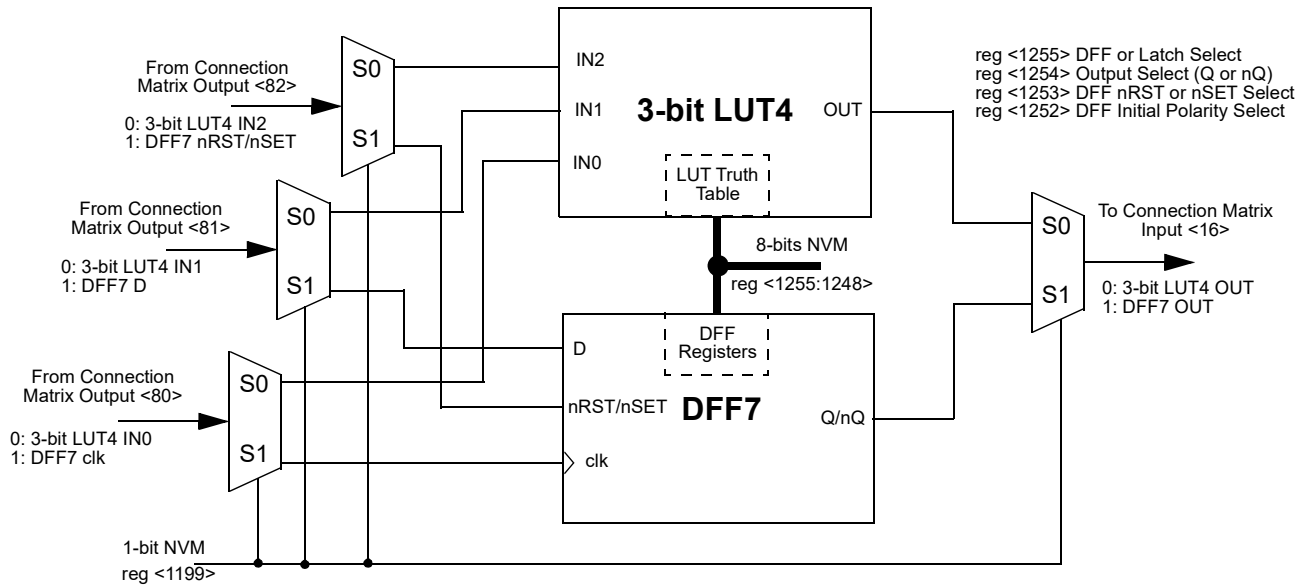 From Connection
Matrix Output <82>
0: 3-bit LUT4 IN2
1: DFF7 nRST/nSET
S0
S1
From Connection
Matrix Output <81>
0: 3-bit LUT4 IN1
1: DFF7 D
S0
S1
From Connection
Matrix Output <80>
0: 3-bit LUT4 IN0
1: DFF7 clk
S0
S1
1-bit NVM
reg <1199>
IN2
IN1
IN0
3-bit LUT4
OUT
LUT Truth
Table
8-bits NVM
reg <1255:1248>
DFF
Registers
D
nRST/nSET
clk
DFF7
Q/nQ
reg <1255> DFF or Latch Select
reg <1254> Output Select (Q or nQ)
reg <1253> DFF nRST or nSET Select
reg <1252> DFF Initial Polarity Select
S0
S1
To Connection Matrix
Input <16>
0: 3-bit LUT4 OUT
1: DFF7 OUT